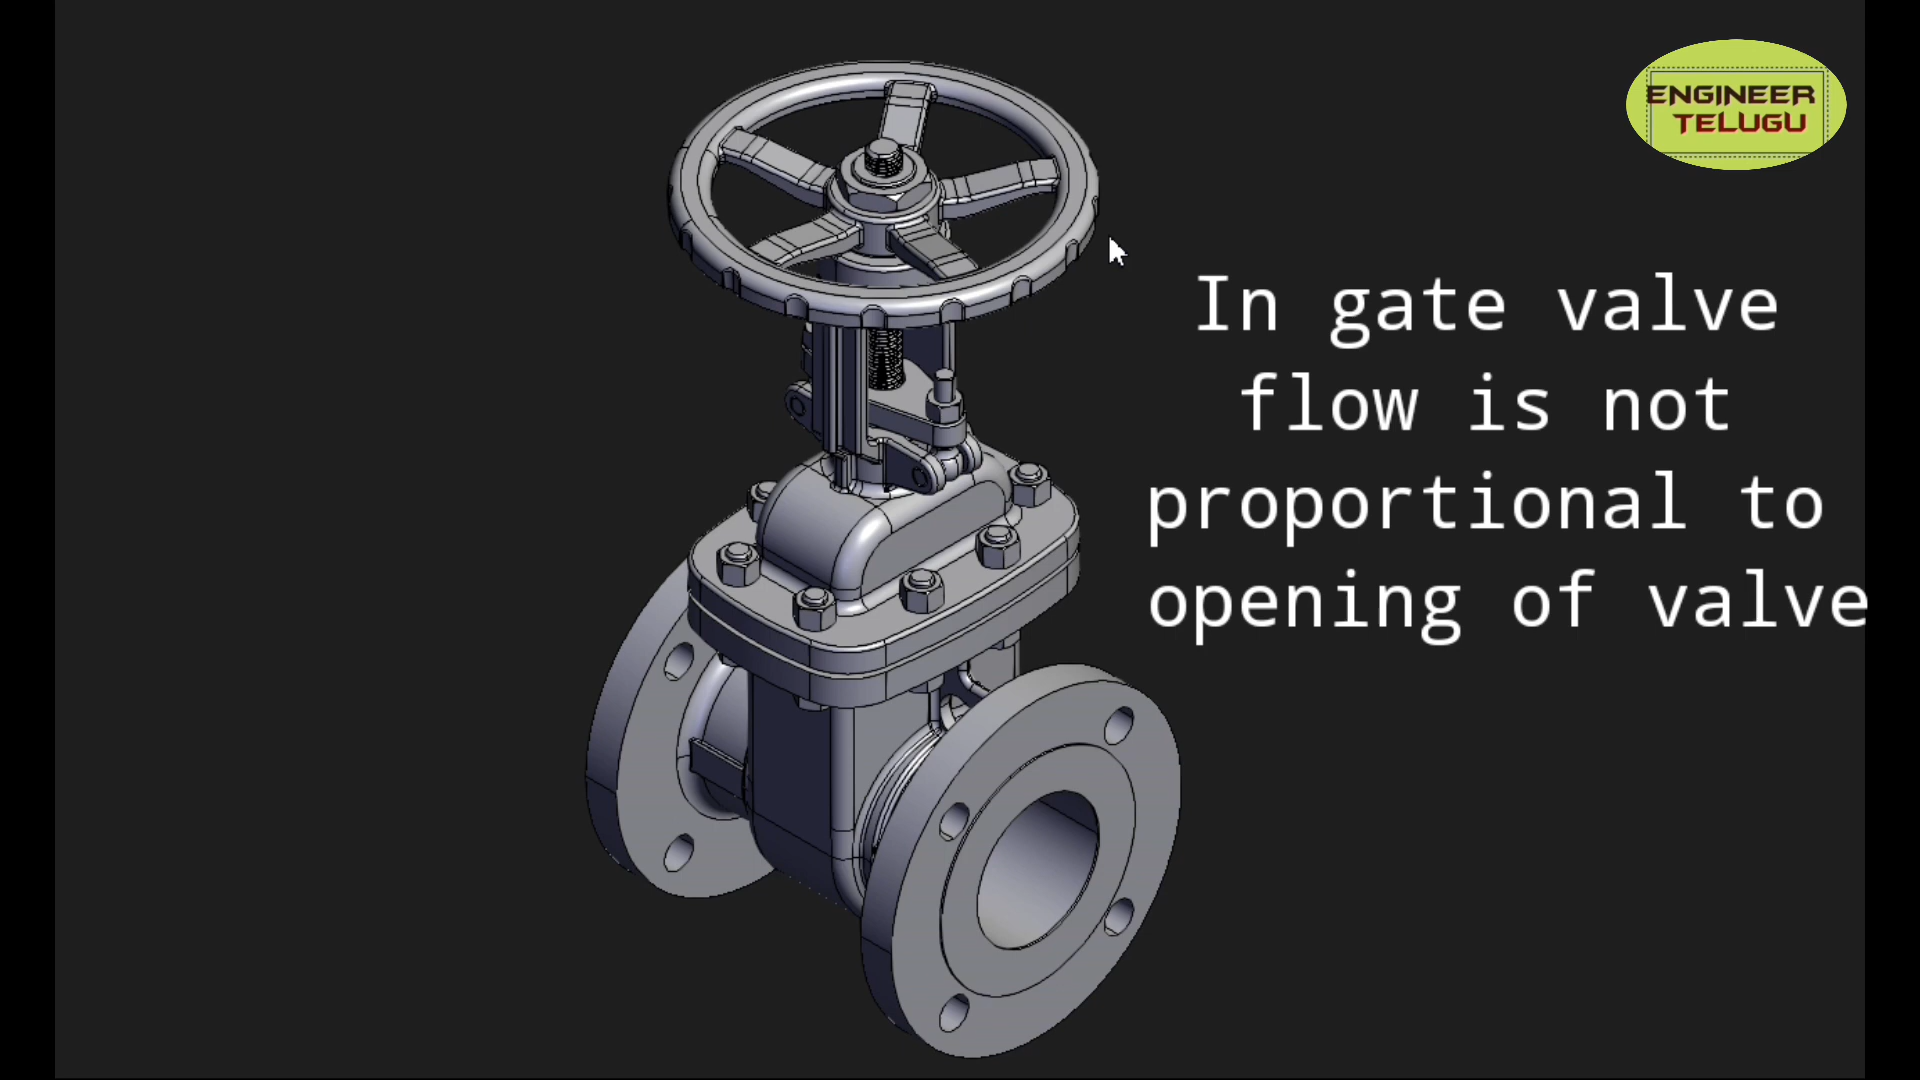 ENGINEER
TELUGU
In gate valve
flow is not
proportional to
opening of valve